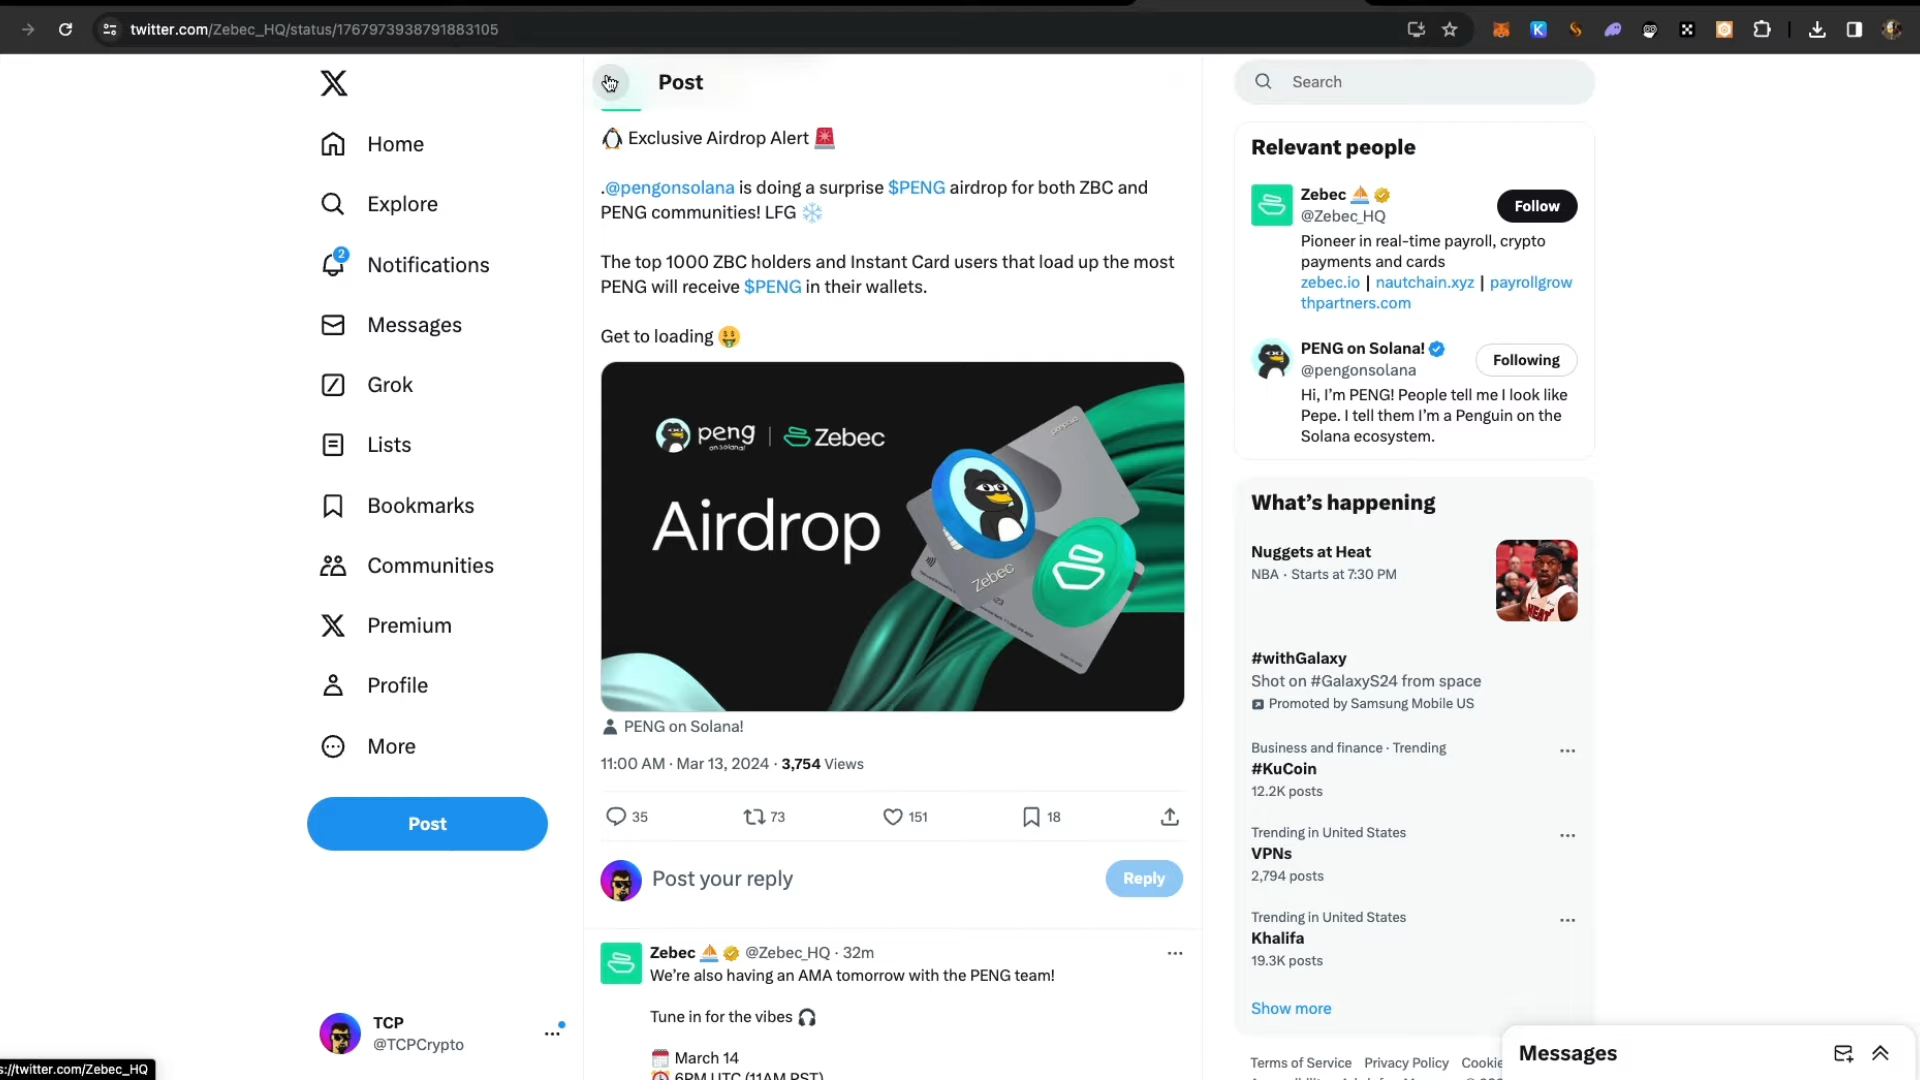 twitter.com/Zebec_HQ/status/1767973938791883105
Home
Explore
2
Notifications
Messages
Grok
Lists
Bookmarks
Communities
Premium
Profile
More
Post
TCP
@TCPCrypto
s://twitter.com/Zebec_HQ
Post
Exclusive Airdrop Alert
.@pengonsolana is doing a surprise $PENG airdrop for both ZBC and
PENG communities! LFG
The top 1000 ZBC holders and Instant Card users that load up the most
PENG will receive $PENG in their wallets.
Get to loading
peng
on solana!
Zebec
Airdrop
Zebec
PENG on Solana!
11:00 AM · Mar 13, 2024 · 3,754 Views
35
73
151
18
Post your reply
Reply
Zebec @Zebec_HQ · 32m
We're also having an AMA tomorrow with the PENG team!
Tune in for the vibes
March 14
6PM UTC (11AM PST)
Search
Relevant people
Zebec
@Zebec_HQ
Follow
Pioneer in real-time payroll, crypto
payments and cards
zebec.io | nautchain.xyz | payrollgrow
thpartners.com
PENG on Solana!
@pengonsolana
Following
Hi, I'm PENG! People tell me I look like
Pepe. I tell them I'm a Penguin on the
Solana ecosystem.
What's happening
Nuggets at Heat
NBA · Starts at 7:30 PM
#withGalaxy
Shot on #GalaxyS24 from space
Promoted by Samsung Mobile US
Business and finance · Trending
#KuCoin
12.2K posts
Trending in United States
VPNs
2,794 posts
Trending in United States
Khalifa
19.3K posts
Show more
Terms of Service Privacy Policy Cookie
Messages